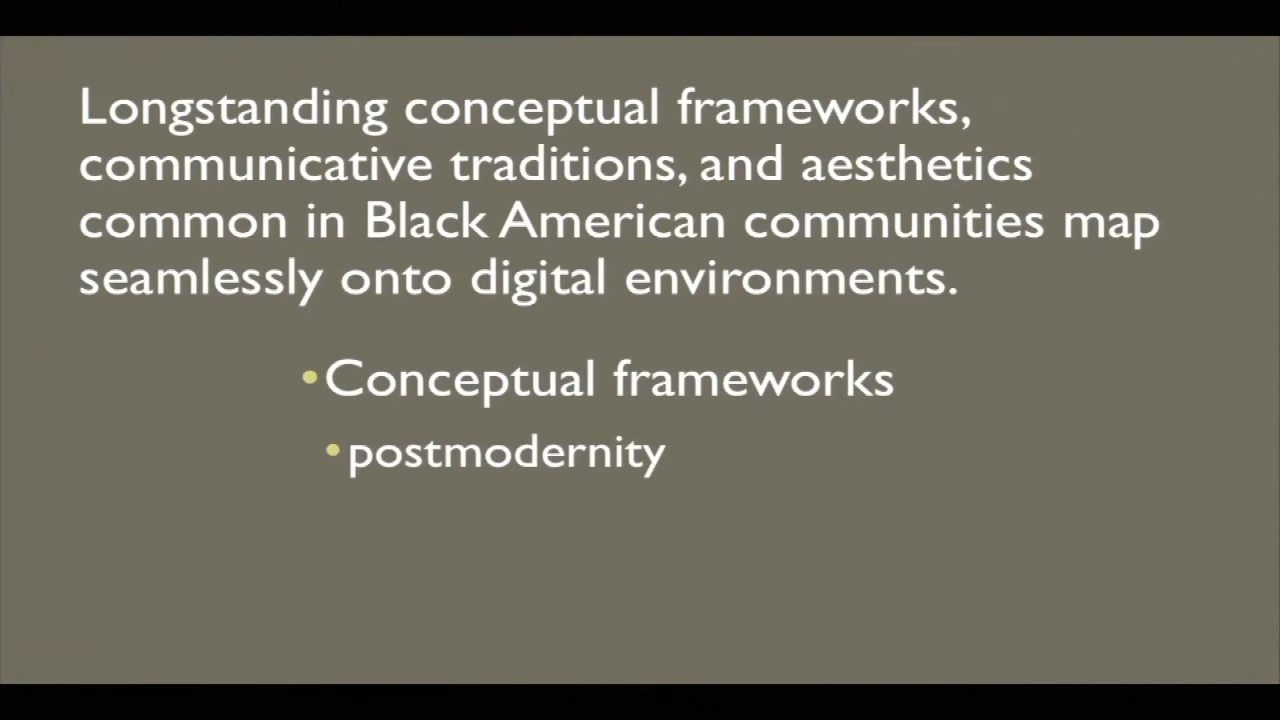 Longstanding conceptual frameworks,
communicative traditions, and aesthetics
common in Black American communities map
seamlessly onto digital environments.
•Conceptual frameworks
•postmodernity